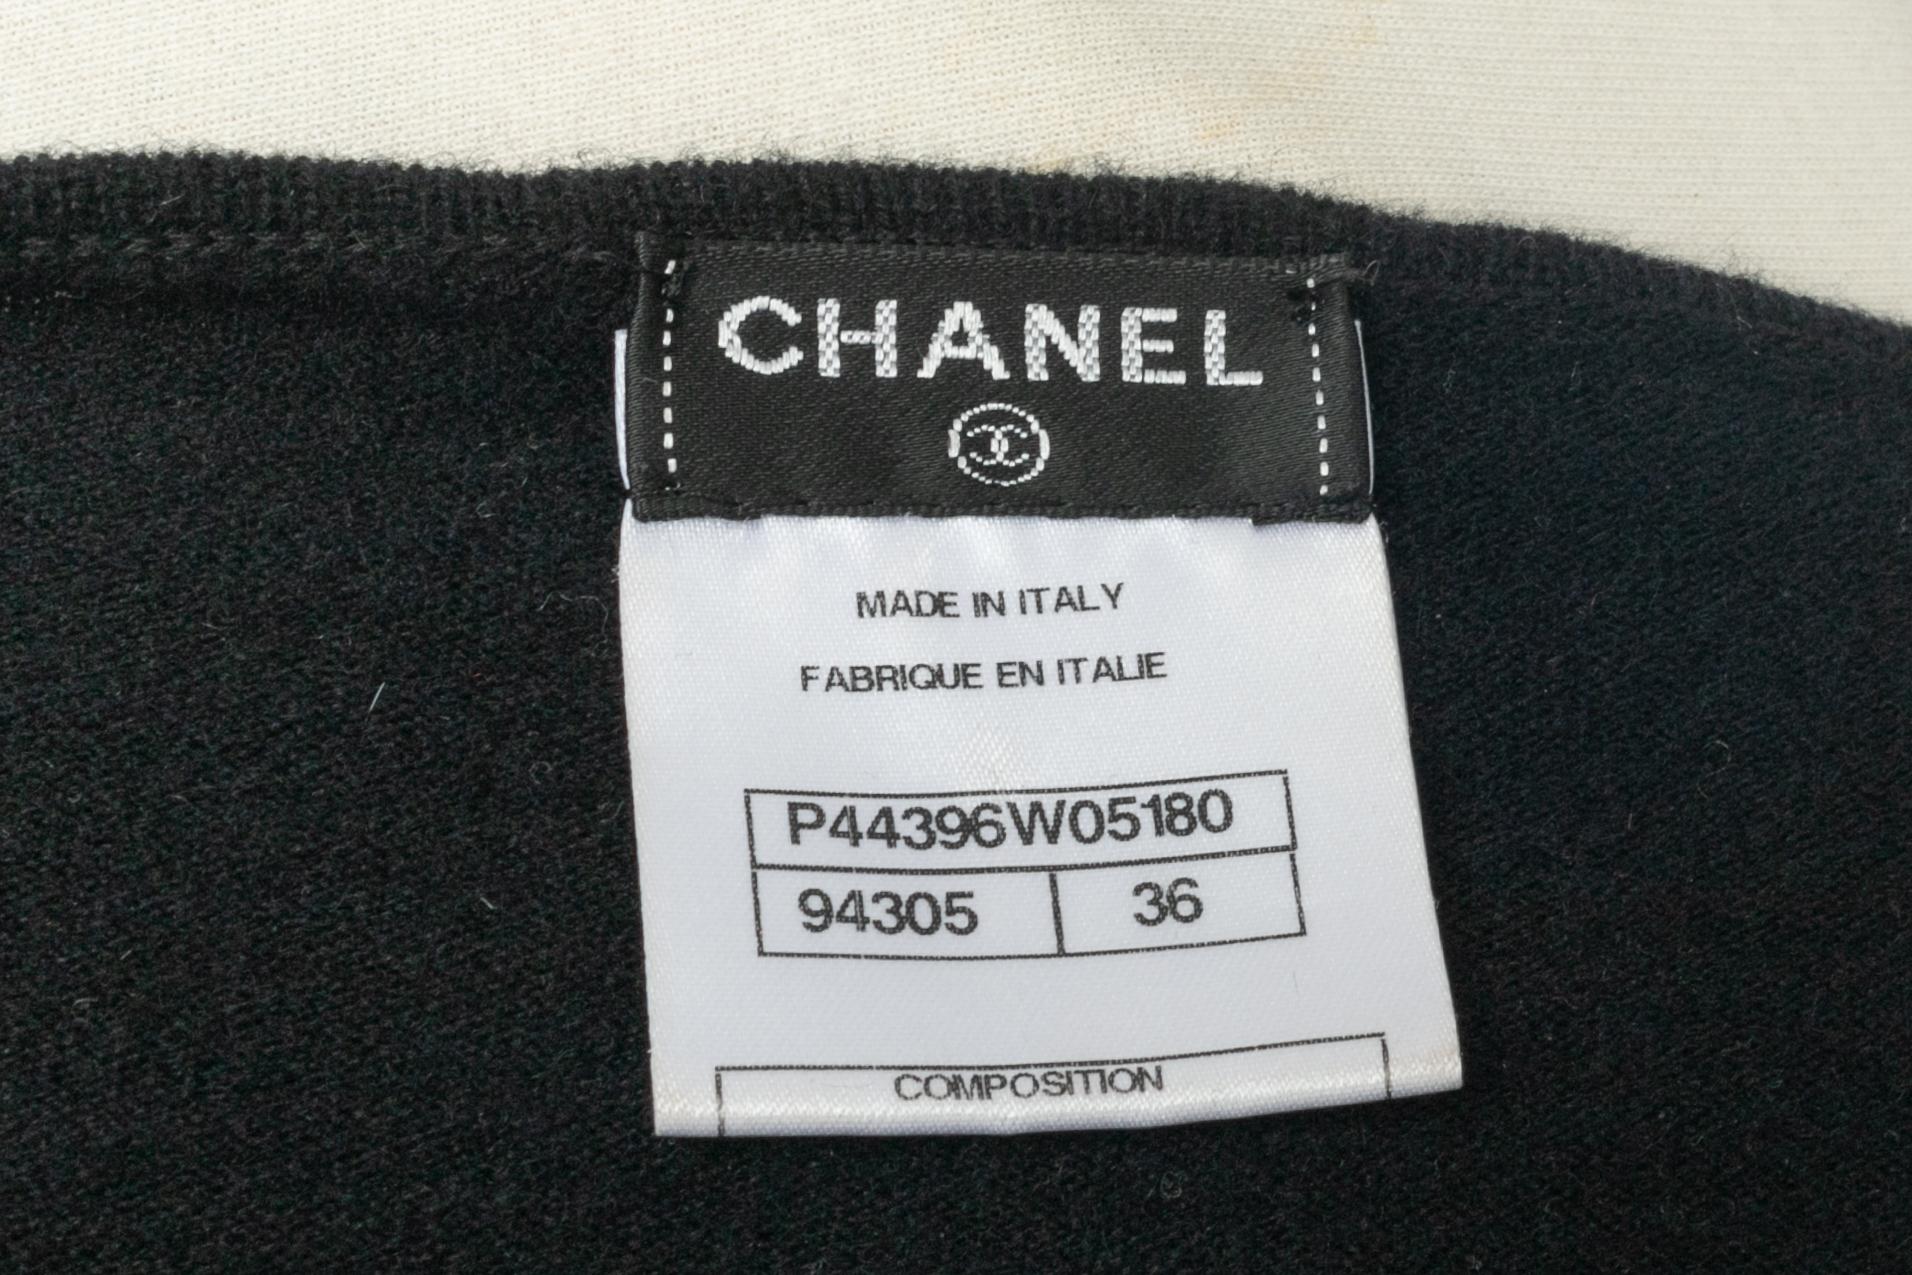 CHANEL
MADE IN ITALY
FABRIQUE EN ITALIE
P44396W05180
94305 36
COMPOSITION